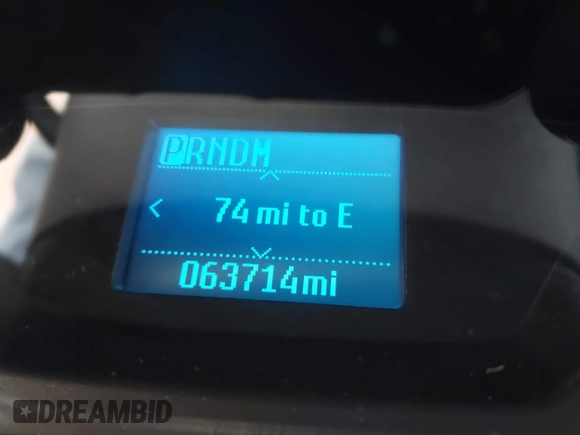 PRNDM
74 mi to E
063714mi
DREAMBID